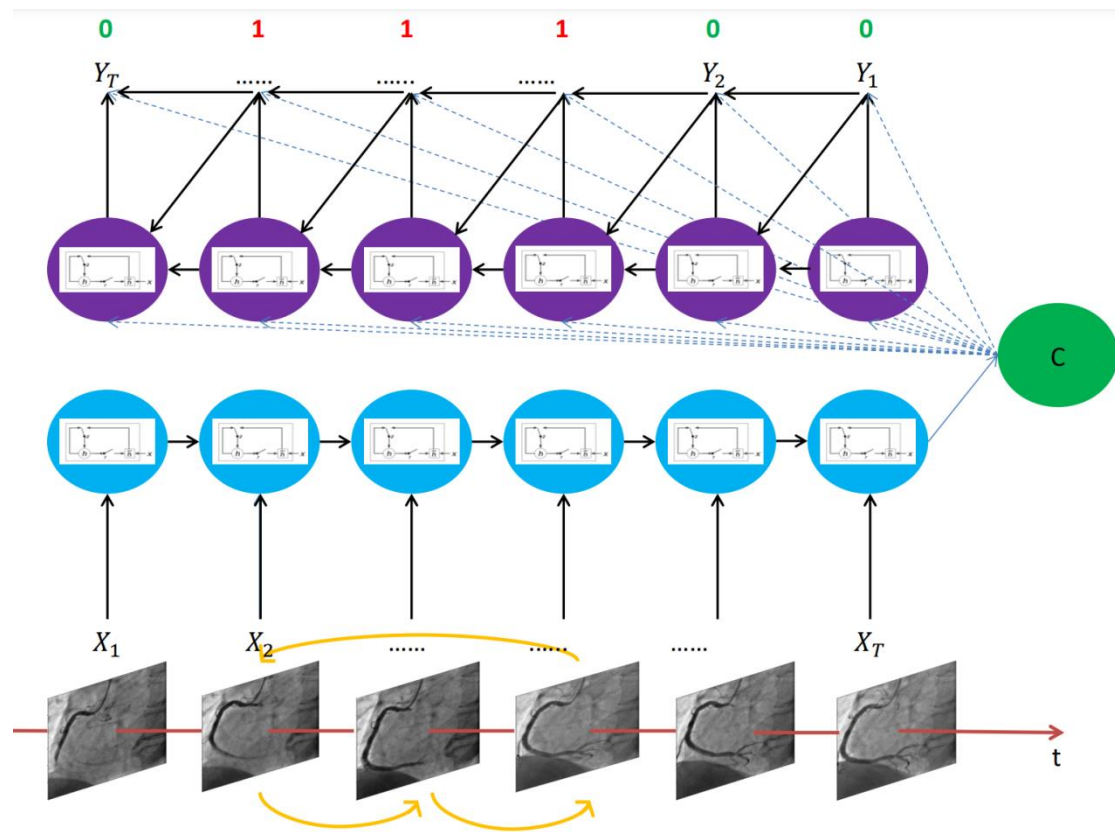 0 1 1 1 0 0
Y_T ...... ...... ...... Y_2 Y_1
h h x h h x h h x h h x h h x h h x
C
h h x h h x h h x h h x h h x h h x
X_1 X_2 ...... ...... ...... X_T
t